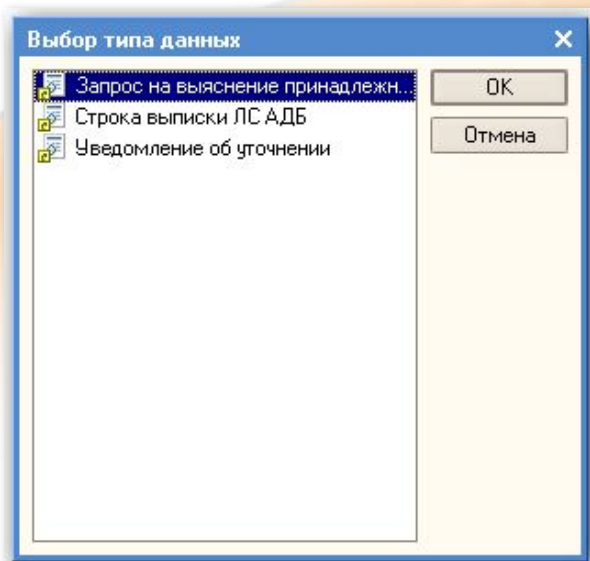 Выбор типа данных
Запрос на выяснение принадлежн...
Строка выписки ЛС АДБ
Уведомление об уточнении
OK
Отмена